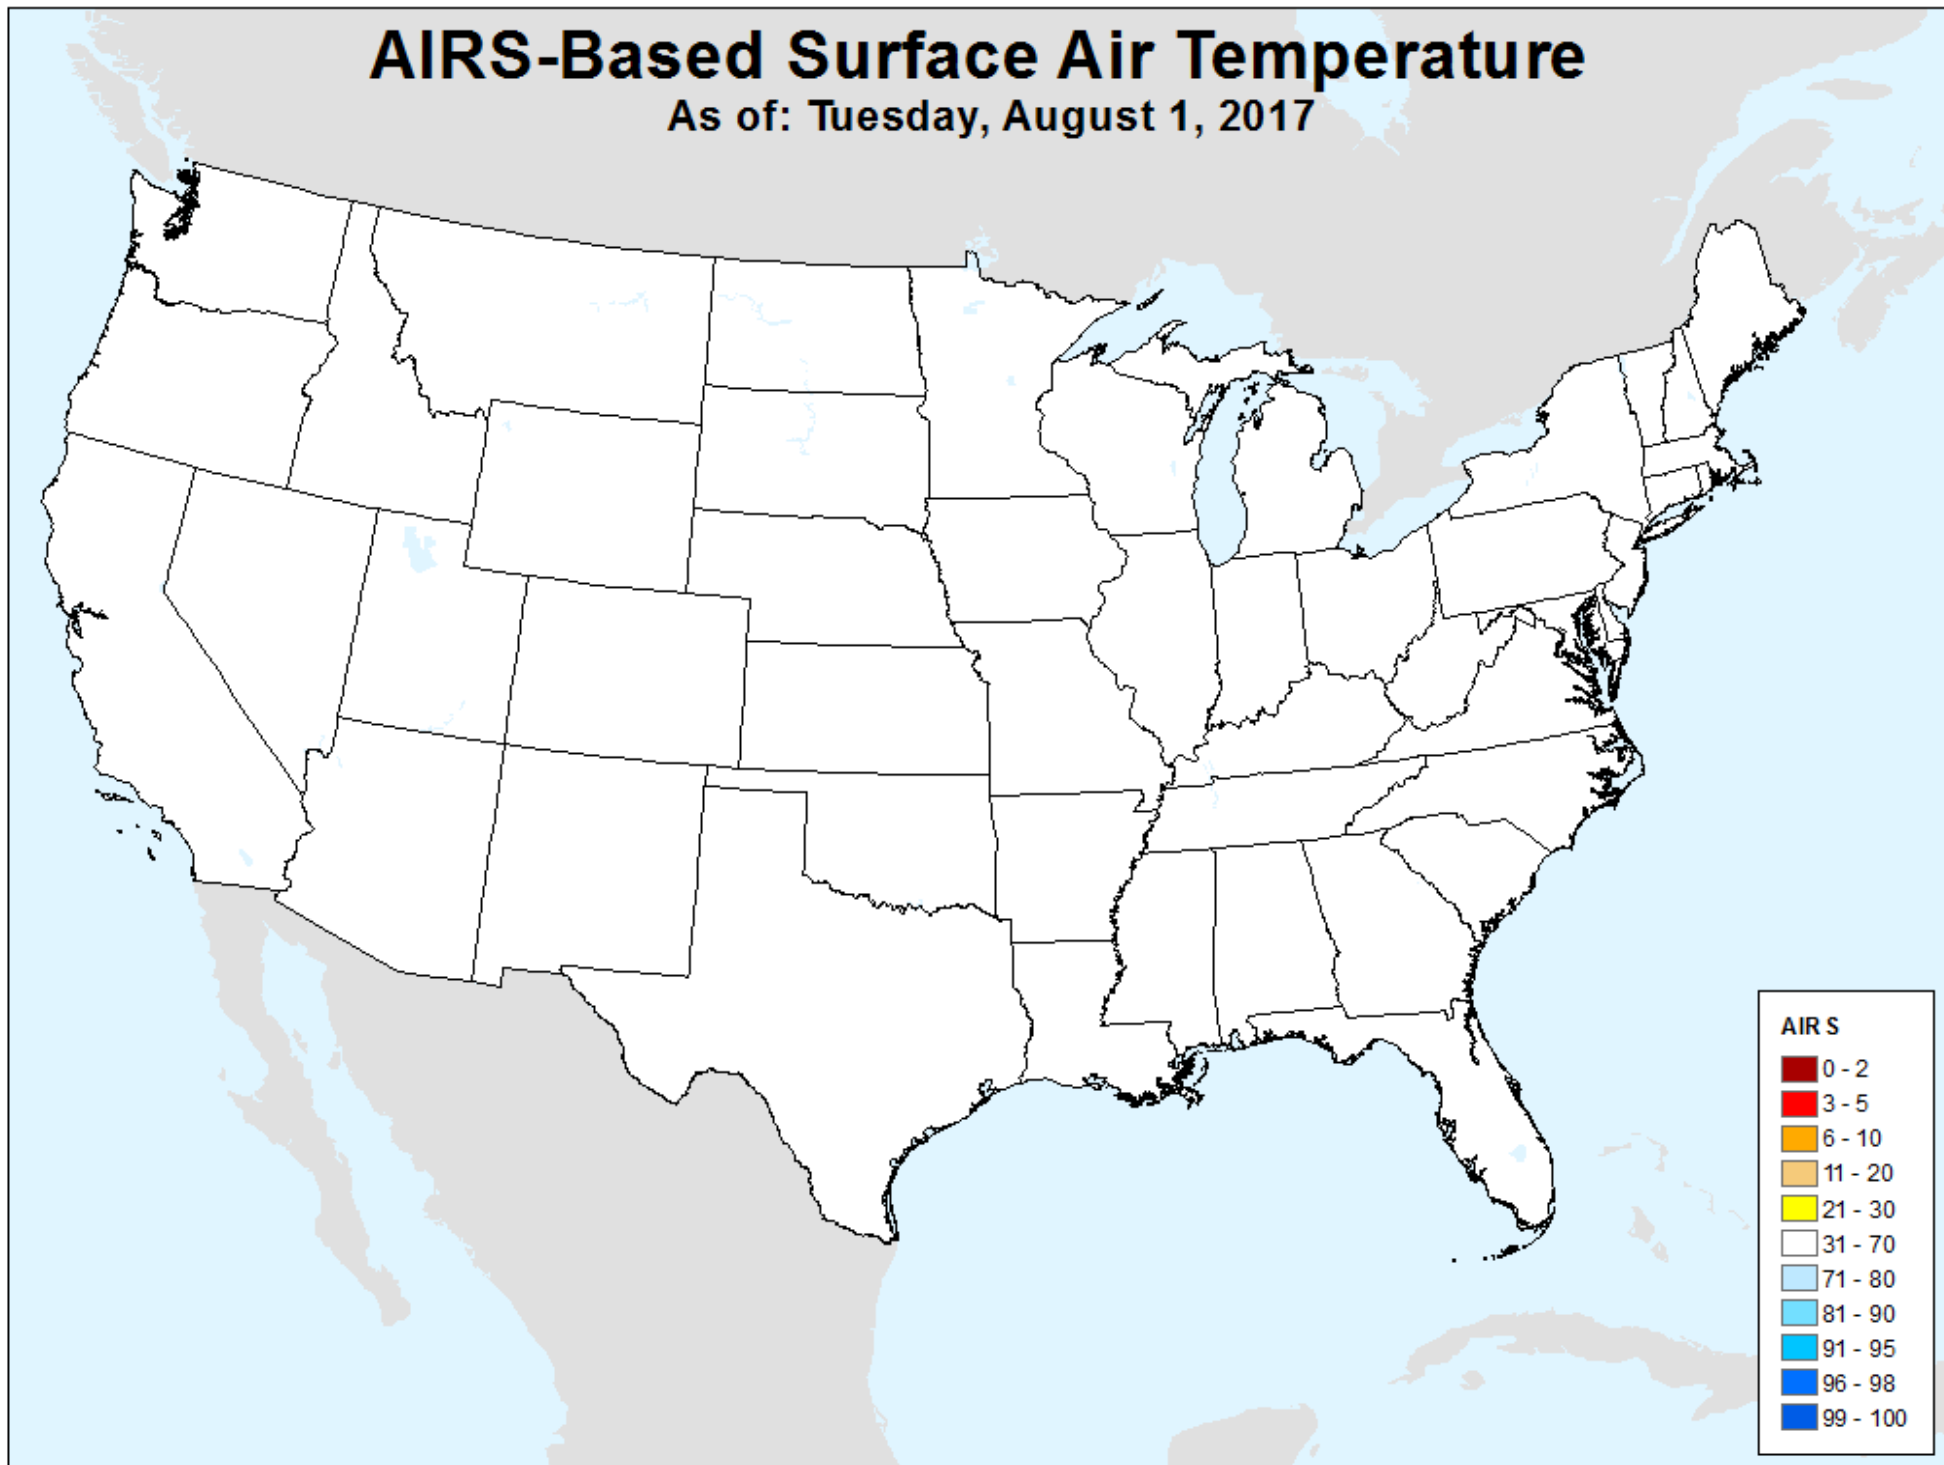 AIRS-Based Surface Air Temperature
As of: Tuesday, August 1, 2017
AIRS
0 - 2
3 - 5
6 - 10
11 - 20
21 - 30
31 - 70
71 - 80
81 - 90
91 - 95
96 - 98
99 - 100